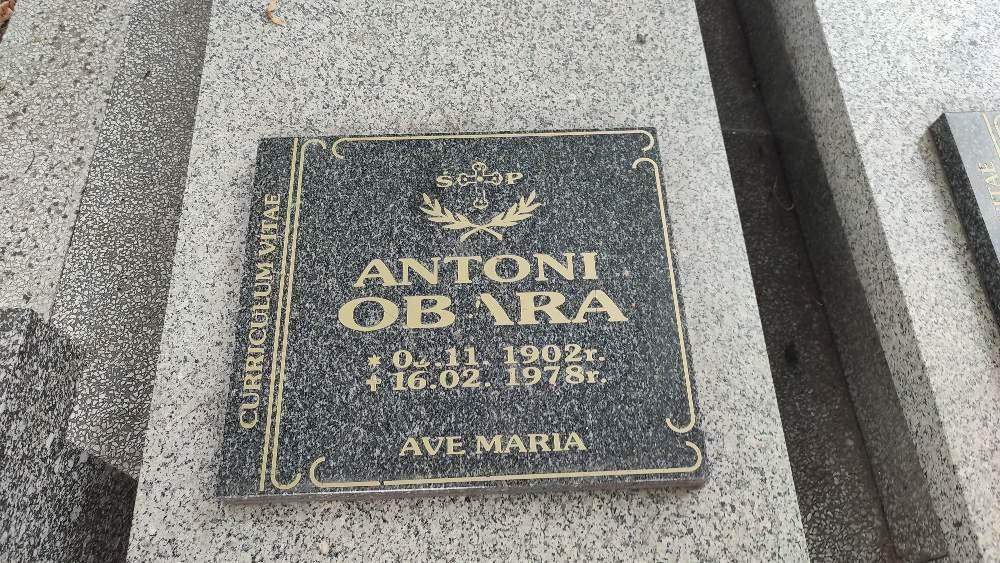 CURRICULUM VITAE
Ś P
ANTONI
OBARA
* 11. 1902r.
✝ 16.02. 1978r.
AVE MARIA